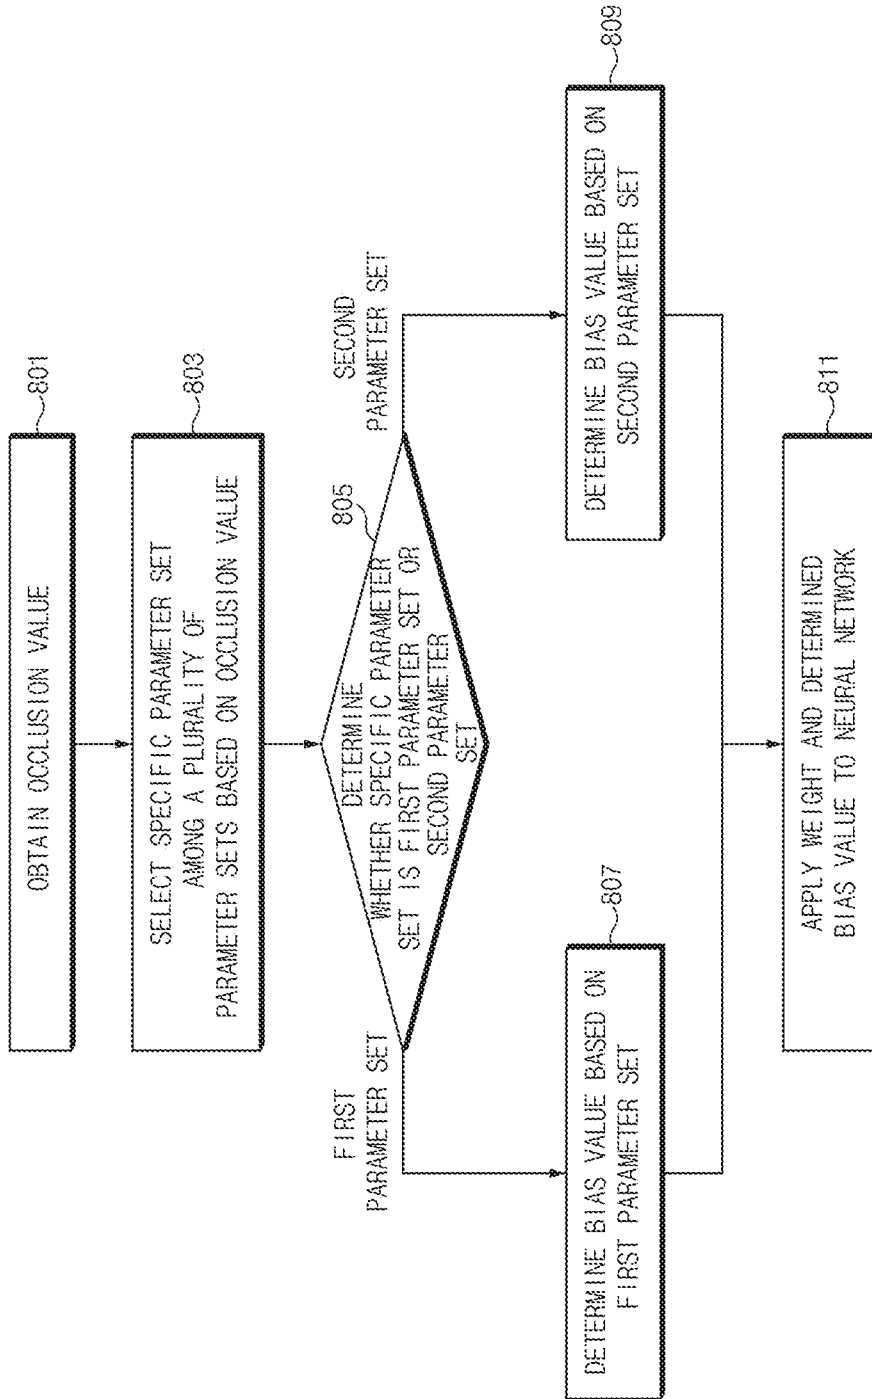 OBTAIN OCCLUSION VALUE
801
SELECT SPECIFIC PARAMETER SET
AMONG A PLURALITY OF
PARAMETER SETS BASED ON OCCLUSION VALUE
803
DETERMINE
WHETHER SPECIFIC PARAMETER
SET IS FIRST PARAMETER SET OR
SECOND PARAMETER
SET
805
FIRST
PARAMETER SET
SECOND
PARAMETER SET
DETERMINE BIAS VALUE BASED ON
FIRST PARAMETER SET
807
DETERMINE BIAS VALUE BASED ON
SECOND PARAMETER SET
809
APPLY WEIGHT AND DETERMINED
BIAS VALUE TO NEURAL NETWORK
811